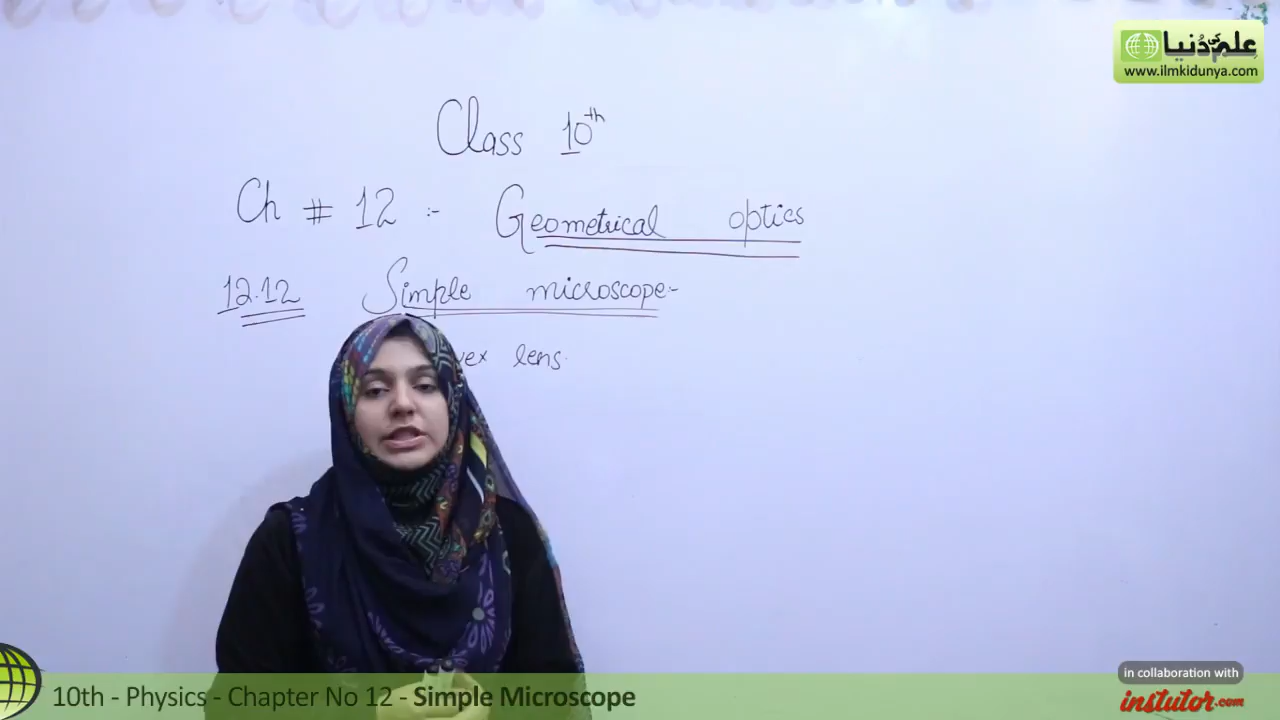 علم کی دُنیا
www.ilmkidunya.com
Class 10th
Ch # 12 :- Geometrical optics
12.12 Simple microscope:-
lens.
10th - Physics - Chapter No 12 - Simple Microscope
in collaboration with
instutor.com